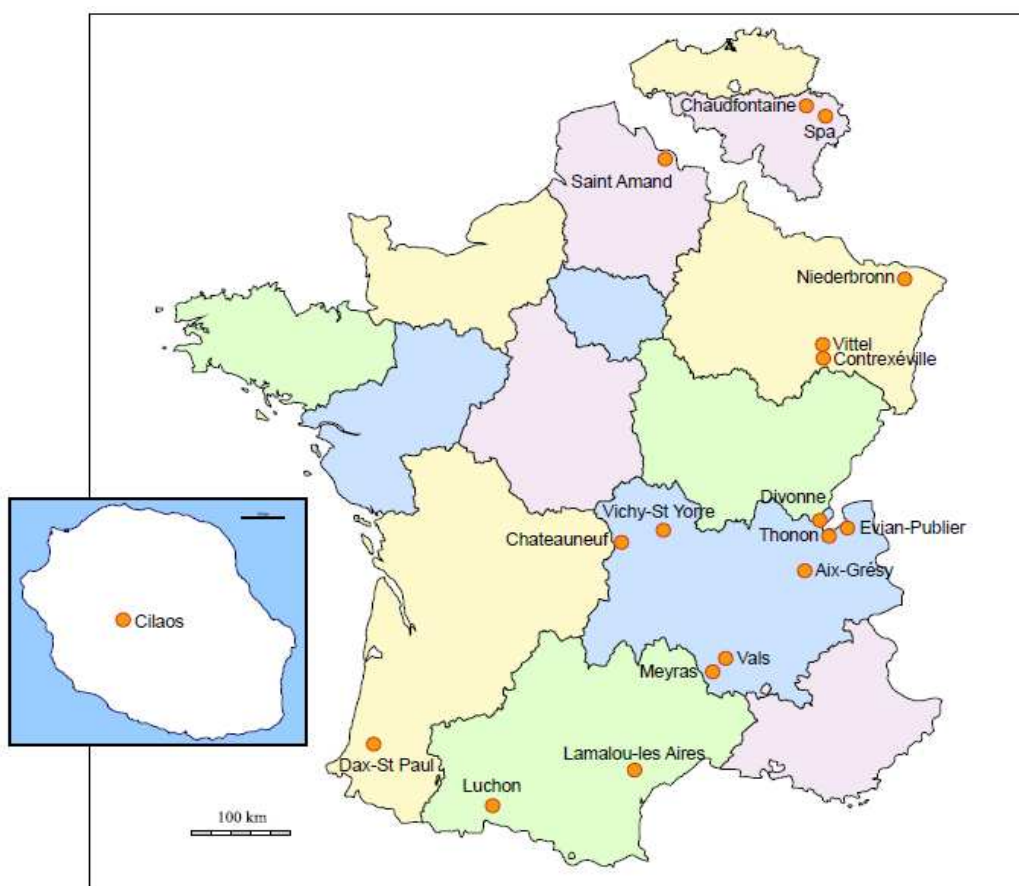 Chaudfontaine
Spa
Saint Amand
Niederbronn
Vittel
Contrexéville
Divonne
Vichy-St Yorre
Evian-Publier
Chateauneuf
Thonon
Aix-Grésy
Cilaos
Vals
Meyras
Lamalou-les Aires
Dax-St Paul
Luchon
100 km